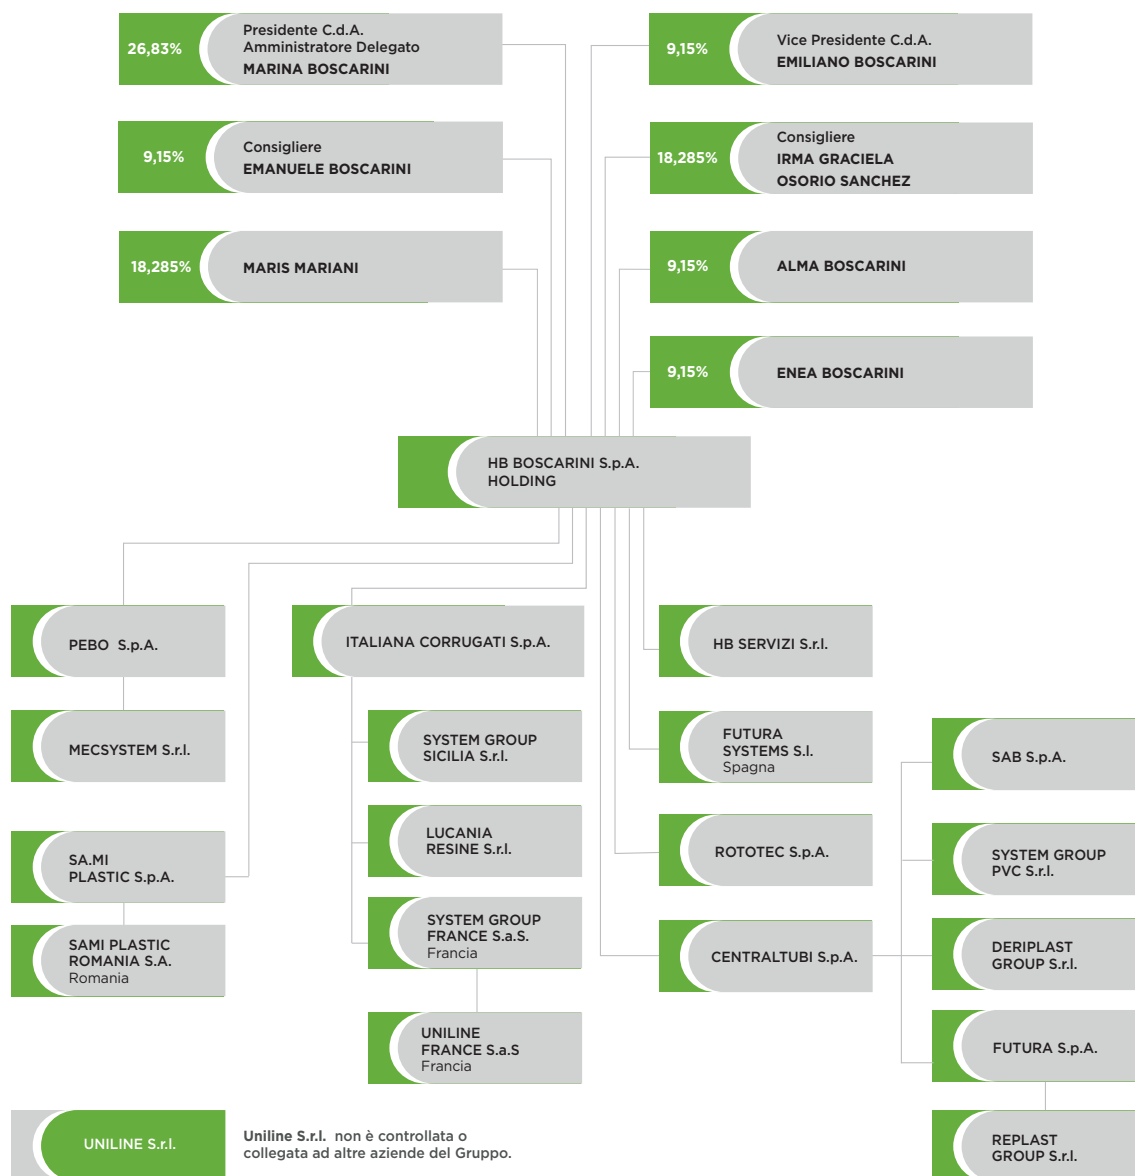 26,83%
Presidente C.d.A.
Amministratore Delegato
MARINA BOSCARINI
9,15%
Vice Presidente C.d.A.
EMILIANO BOSCARINI
9,15%
Consigliere
EMANUELE BOSCARINI
18,285%
Consigliere
IRMA GRACIELA
OSORIO SANCHEZ
18,285%
MARIS MARIANI
9,15%
ALMA BOSCARINI
9,15%
ENEA BOSCARINI
HB BOSCARINI S.p.A.
HOLDING
PEBO S.p.A.
MECSYSTEM S.r.l.
SA.MI
PLASTIC S.p.A.
SAMI PLASTIC
ROMANIA S.A.
Romania
ITALIANA CORRUGATI S.p.A.
SYSTEM GROUP
SICILIA S.r.l.
LUCANIA
RESINE S.r.l.
SYSTEM GROUP
FRANCE S.a.S.
Francia
UNILINE
FRANCE S.a.S
Francia
HB SERVIZI S.r.l.
FUTURA
SYSTEMS S.l.
Spagna
ROTOTEC S.p.A.
CENTRALTUBI S.p.A.
SAB S.p.A.
SYSTEM GROUP
PVC S.r.l.
DERIPLAST
GROUP S.r.l.
FUTURA S.p.A.
REPLAST
GROUP S.r.l.
UNILINE S.r.l.
Uniline S.r.l. non è controllata o
collegata ad altre aziende del Gruppo.